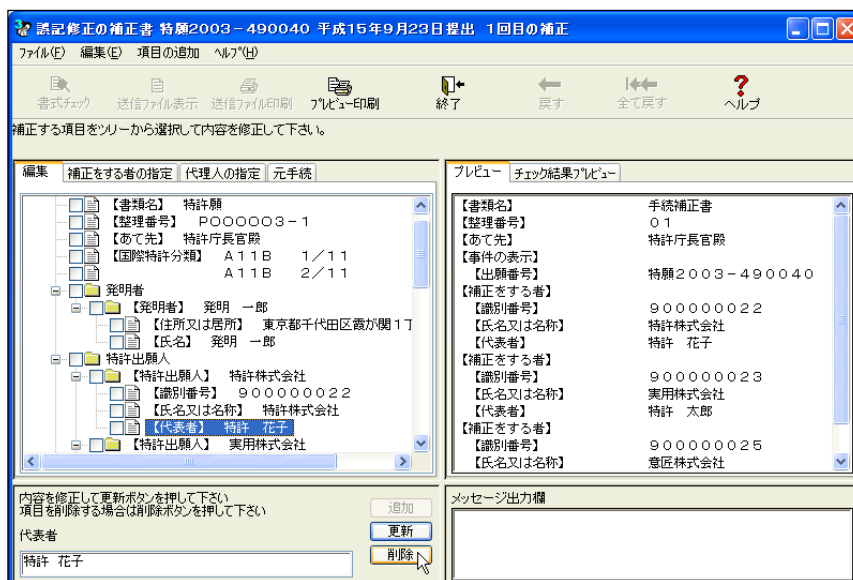 誤記修正の補正書 特願2003－490040 平成15年9月23日提出 1回目の補正
ファイル(F) 編集(E) 項目の追加 ヘルプ(H)
書式チェック 送信ファイル表示 送信ファイル印刷 プレビュー印刷 終了 戻す 全て戻す ヘルプ
補正する項目をツリーから選択して内容を修正して下さい。
編集 補正をする者の指定 代理人の指定 元手続
【書類名】 特許願
【整理番号】 P000003－1
【あて先】 特許庁長官殿
【国際特許分類】 A11B 1／11
A11B 2／11
発明者
【発明者】 発明 一郎
【住所又は居所】 東京都千代田区霞が関1丁
【氏名】 発明 一郎
特許出願人
【特許出願人】 特許株式会社
【識別番号】 900000022
【氏名又は名称】 特許株式会社
【代表者】 特許 花子
【特許出願人】 実用株式会社
プレビュー チェック結果プレビュー
【書類名】 手続補正書
【整理番号】 01
【あて先】 特許庁長官殿
【事件の表示】
【出願番号】 特願2003－490040
【補正をする者】
【識別番号】 900000022
【氏名又は名称】 特許株式会社
【代表者】 特許 花子
【補正をする者】
【識別番号】 900000023
【氏名又は名称】 実用株式会社
【代表者】 特許 太郎
【補正をする者】
【識別番号】 900000025
【氏名又は名称】 意匠株式会社
内容を修正して更新ボタンを押して下さい
項目を削除する場合は削除ボタンを押して下さい
追加
代表者
更新
特許 花子
削除
メッセージ出力欄